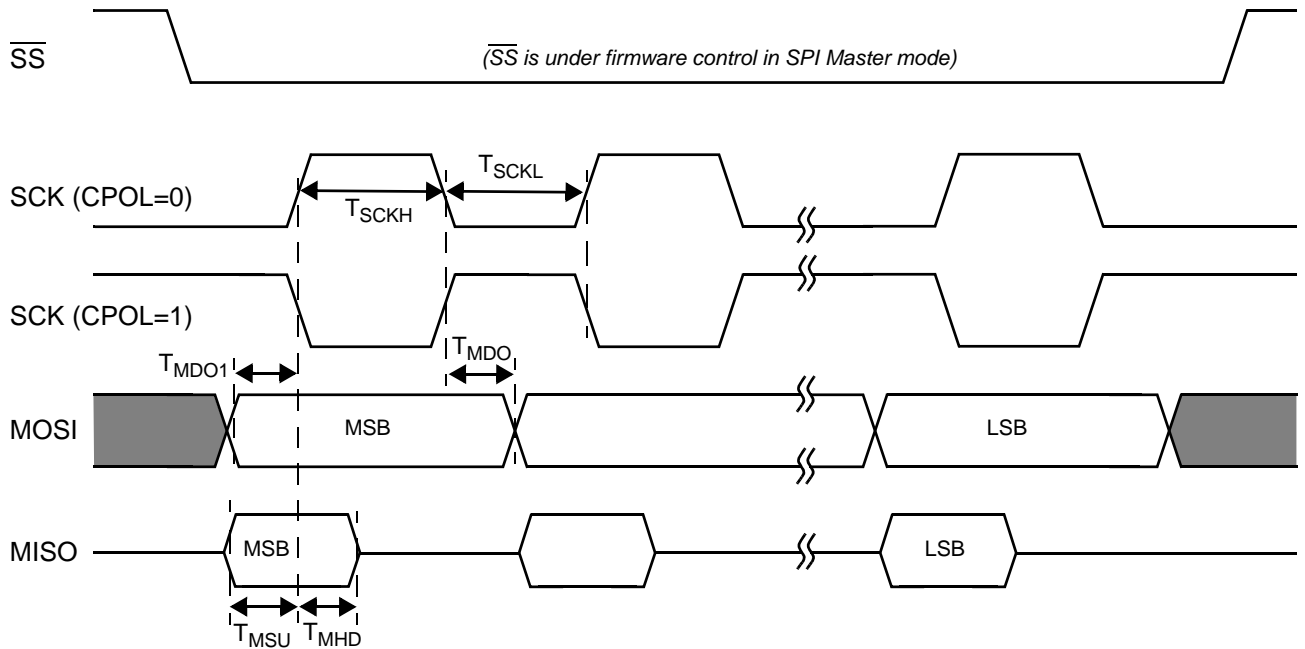 SS
(SS is under firmware control in SPI Master mode)
TSCKL
SCK (CPOL=0)
TSCKH
SCK (CPOL=1)
TMDO1
TMDO
MOSI
MSB
LSB
MISO
MSB
LSB
TMSU
TMHD